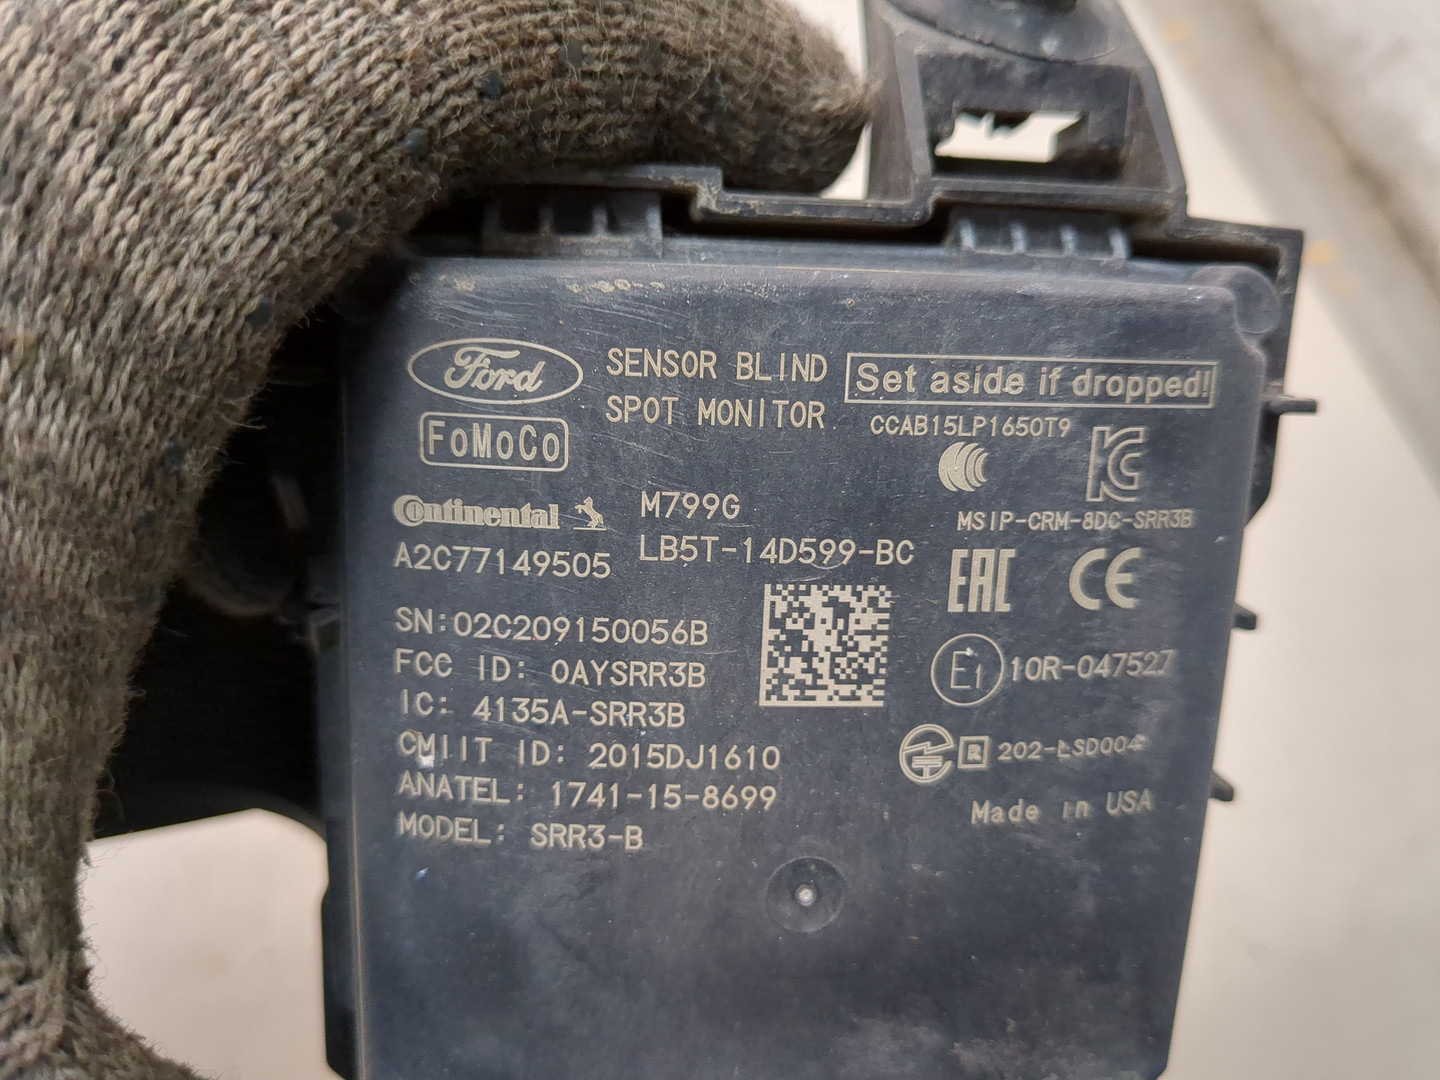 Ford
FoMoCo
SENSOR BLIND
SPOT MONITOR
Set aside if dropped!
CCAB15LP1650T9
MSIP-CRM-8DC-SRR3B
Continental
A2C77149505
M799G
LB5T-14D599-BC
EAC
CE
SN:02C209150056B
FCC ID: OAYSRR3B
IC: 4135A-SRR3B
CMIIT ID: 2015DJ1610
ANATEL: 1741-15-8699
MODEL: SRR3-B
E1 10R-047527
R 202-LSD004
Made in USA